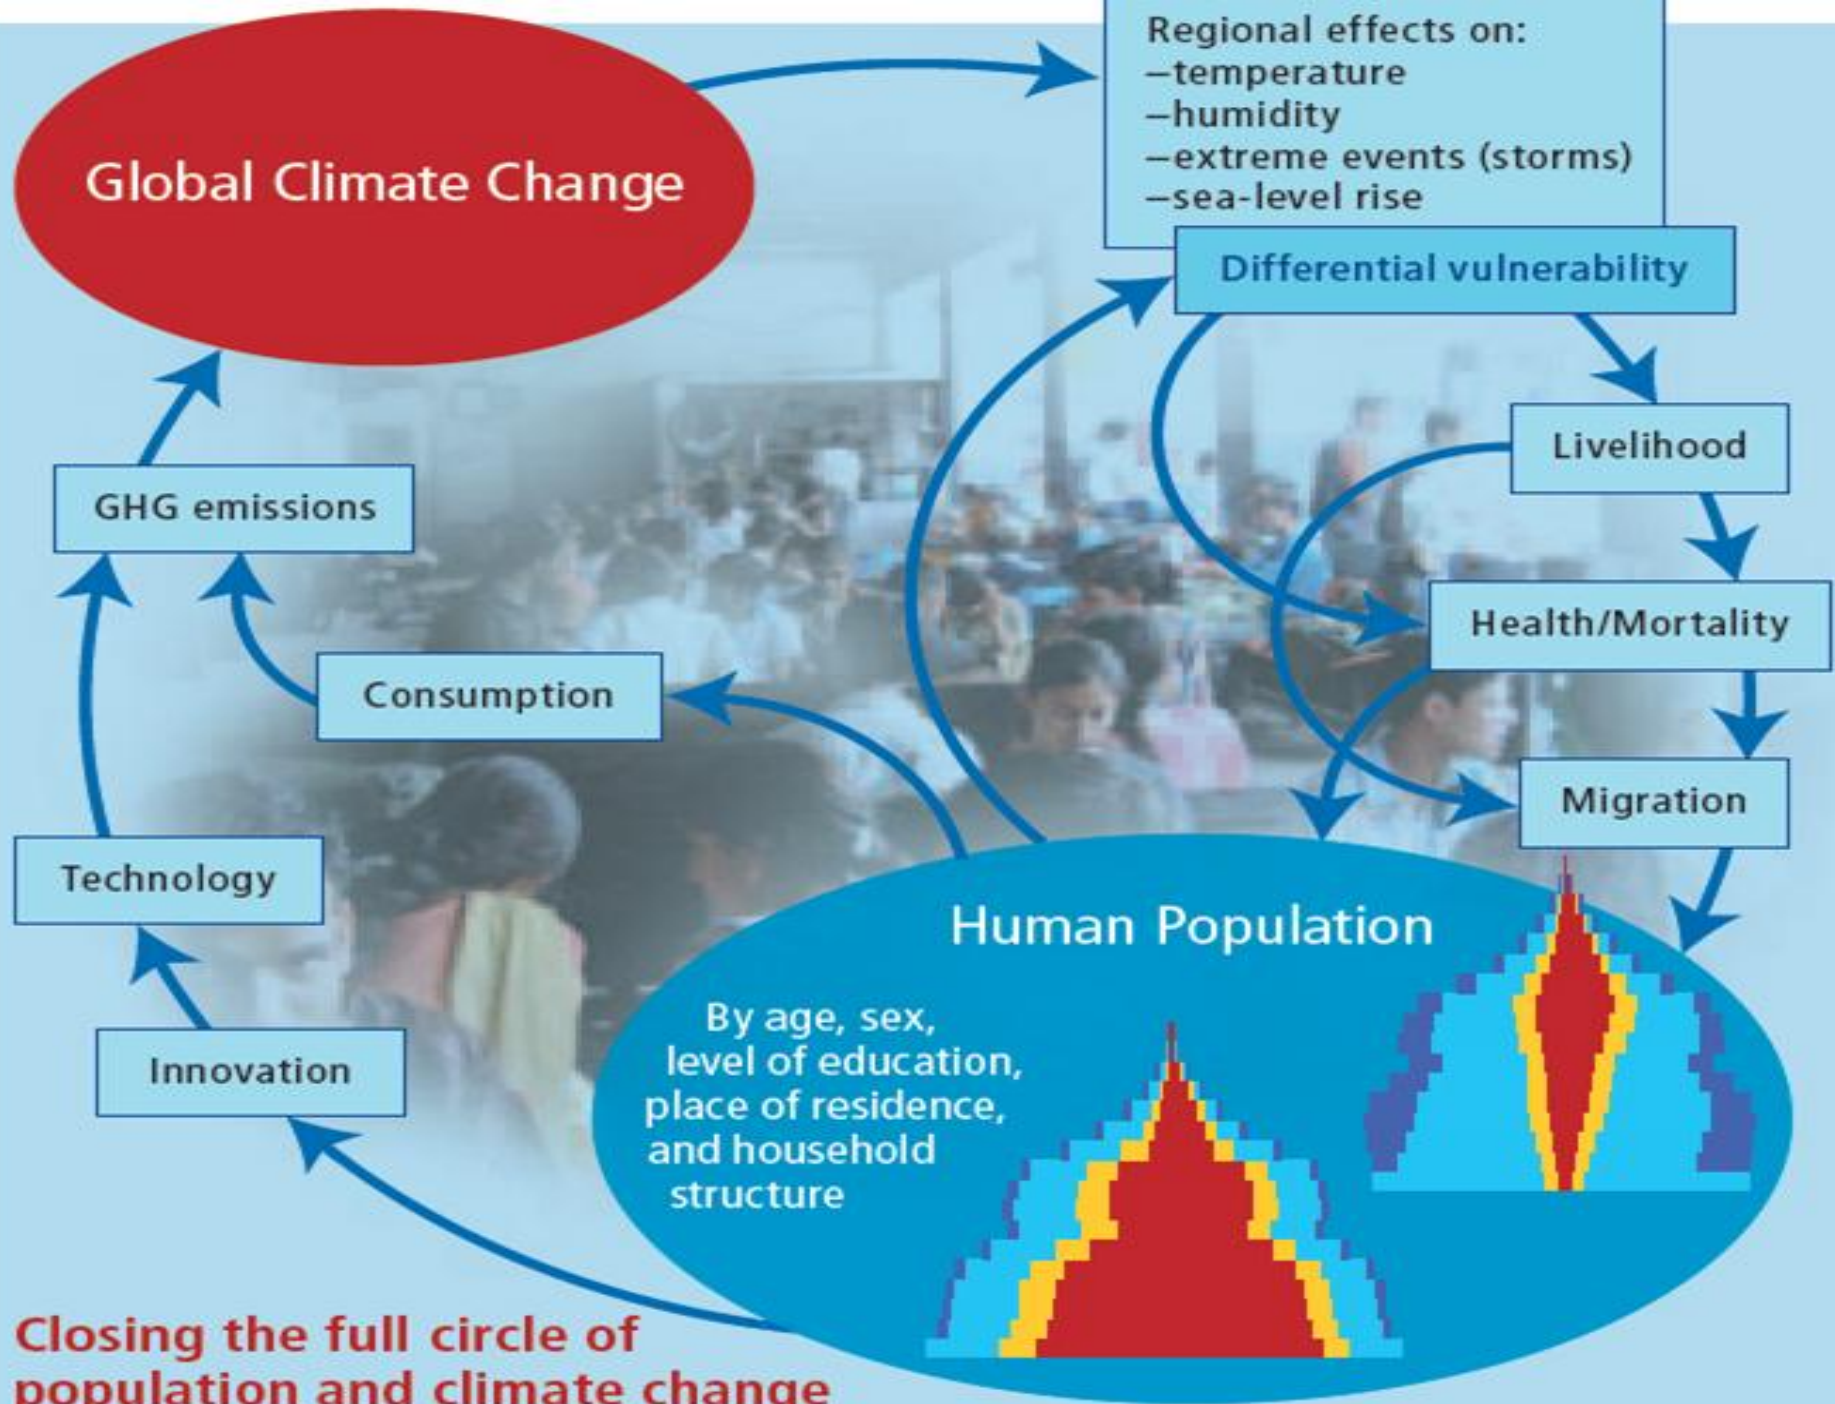 Global Climate Change
Regional effects on:
–temperature
–humidity
–extreme events (storms)
–sea-level rise
Differential vulnerability
Livelihood
GHG emissions
Health/Mortality
Consumption
Migration
Technology
Human Population
By age, sex,
level of education,
place of residence,
and household
structure
Innovation
Closing the full circle of
population and climate change